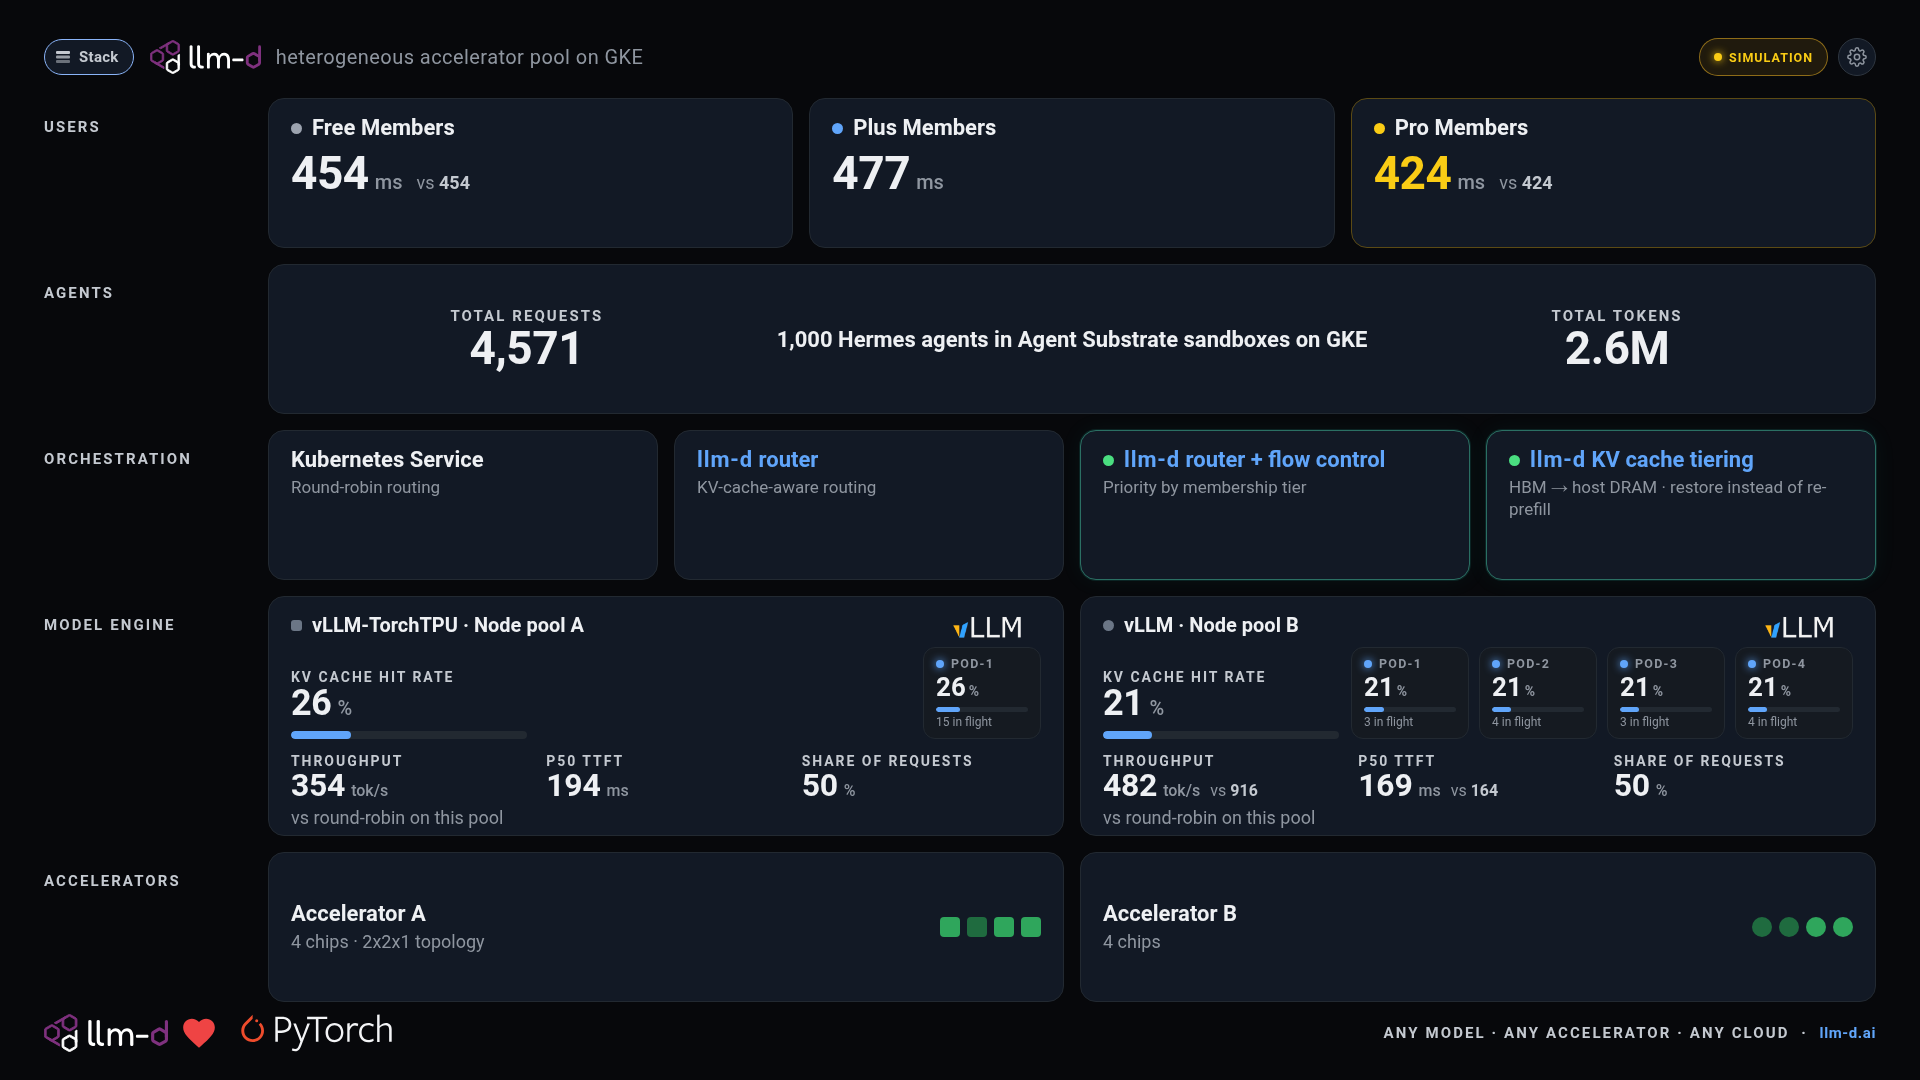 Stack
llm-d heterogeneous accelerator pool on GKE
SIMULATION
USERS
Free Members
454 ms vs 454
Plus Members
477 ms
Pro Members
424 ms vs 424
AGENTS
TOTAL REQUESTS
4,571
1,000 Hermes agents in Agent Substrate sandboxes on GKE
TOTAL TOKENS
2.6M
ORCHESTRATION
Kubernetes Service
Round-robin routing
llm-d router
KV-cache-aware routing
llm-d router + flow control
Priority by membership tier
llm-d KV cache tiering
HBM → host DRAM · restore instead of re-
prefill
MODEL ENGINE
vLLM-TorchTPU · Node pool A
vLLM
KV CACHE HIT RATE
26 %
POD-1
26 %
15 in flight
THROUGHPUT
354 tok/s
P50 TTFT
194 ms
SHARE OF REQUESTS
50 %
vs round-robin on this pool
vLLM · Node pool B
vLLM
KV CACHE HIT RATE
21 %
POD-1
21 %
3 in flight
POD-2
21 %
4 in flight
POD-3
21 %
3 in flight
POD-4
21 %
4 in flight
THROUGHPUT
482 tok/s vs 916
P50 TTFT
169 ms vs 164
SHARE OF REQUESTS
50 %
vs round-robin on this pool
ACCELERATORS
Accelerator A
4 chips · 2x2x1 topology
Accelerator B
4 chips
llm-d PyTorch
ANY MODEL · ANY ACCELERATOR · ANY CLOUD · llm-d.ai